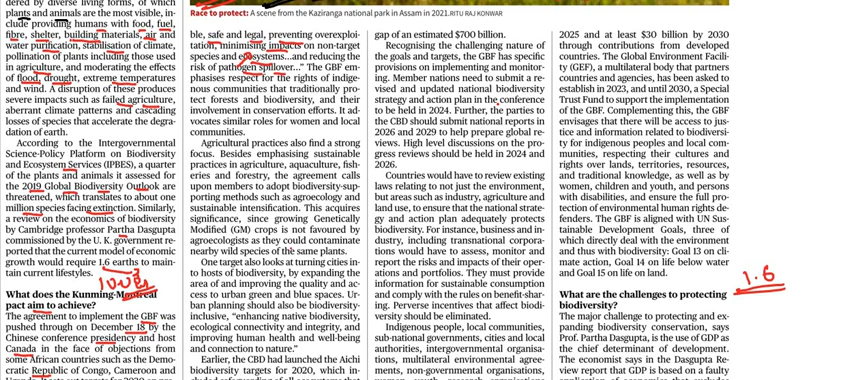 dered by diverse living forms, of which
plants and animals are the most visible, in-
clude providing humans with food, fuel,
fibre, shelter, building materials, air and
water purification, stabilisation of climate,
pollination of plants including those used
in agriculture, and moderating the effects
of flood, drought, extreme temperatures
and wind. A disruption of these produces
severe impacts such as failed agriculture,
aberrant climate patterns and cascading
losses of species that accelerate the degra-
dation of earth.
According to the Intergovernmental
Science-Policy Platform on Biodiversity
and Ecosystem Services (IPBES), a quarter
of the plants and animals it assessed for
the 2019 Global Biodiversity Outlook are
threatened, which translates to about one
million species facing extinction. Similarly,
a review on the economics of biodiversity
by Cambridge professor Partha Dasgupta
commissioned by the U. K. government re-
ported that the current model of economic
growth would require 1.6 earths to main-
tain current lifestyles.
What does the Kunming-Montreal
pact aim to achieve?
The agreement to implement the GBF was
pushed through on December 18 by the
Chinese conference presidency and host
Canada in the face of objections from
some African countries such as the Demo-
cratic Republic of Congo, Cameroon and
Race to protect: A scene from the Kaziranga national park in Assam in 2021. RITU RAJ KONWAR
ble, safe and legal, preventing overexploi-
tation, minimising impacts on non-target
species and ecosystems...and reducing the
risk of pathogen spillover..." The GBF em-
phasises respect for the rights of indige-
nous communities that traditionally pro-
tect forests and biodiversity, and their
involvement in conservation efforts. It ad-
vocates similar roles for women and local
communities.
Agricultural practices also find a strong
focus. Besides emphasising sustainable
practices in agriculture, aquaculture, fish-
eries and forestry, the agreement calls
upon members to adopt biodiversity-sup-
porting methods such as agroecology and
sustainable intensification. This acquires
significance, since growing Genetically
Modified (GM) crops is not favoured by
agroecologists as they could contaminate
nearby wild species of the same plants.
One target also looks at turning cities in-
to hosts of biodiversity, by expanding the
area of and improving the quality and ac-
cess to urban green and blue spaces. Ur-
ban planning should also be biodiversity-
inclusive, "enhancing native biodiversity,
ecological connectivity and integrity, and
improving human health and well-being
and connection to nature."
Earlier, the CBD had launched the Aichi
biodiversity targets for 2020, which in-
gap of an estimated $700 billion.
Recognising the challenging nature of
the goals and targets, the GBF has specific
provisions on implementing and monitor-
ing. Member nations need to submit a re-
vised and updated national biodiversity
strategy and action plan in the conference
to be held in 2024. Further, the parties to
the CBD should submit national reports in
2026 and 2029 to help prepare global re-
views. High level discussions on the pro-
gress reviews should be held in 2024 and
2026.
Countries would have to review existing
laws relating to not just the environment,
but areas such as industry, agriculture and
land use, to ensure that the national strate-
gy and action plan adequately protects
biodiversity. For instance, business and in-
dustry, including transnational corpora-
tions would have to assess, monitor and
report the risks and impacts of their oper-
ations and portfolios. They must provide
information for sustainable consumption
and comply with the rules on benefit-shar-
ing. Perverse incentives that affect biodi-
versity should be eliminated.
Indigenous people, local communities,
sub-national governments, cities and local
authorities, intergovernmental organisa-
tions, multilateral environmental agree-
ments, non-governmental organisations,
2025 and at least $30 billion by 2030
through contributions from developed
countries. The Global Environment Facili-
ty (GEF), a multilateral body that partners
countries and agencies, has been asked to
establish in 2023, and until 2030, a Special
Trust Fund to support the implementation
of the GBF. Complementing this, the GBF
envisages that there will be access to jus-
tice and information related to biodiversi-
ty for indigenous peoples and local com-
munities, respecting their cultures and
rights over lands, territories, resources,
and traditional knowledge, as well as by
women, children and youth, and persons
with disabilities, and ensure the full pro-
tection of environmental human rights de-
fenders. The GBF is aligned with UN Sus-
tainable Development Goals, three of
which directly deal with the environment
and thus with biodiversity: Goal 13 on cli-
mate action, Goal 14 on life below water
and Goal 15 on life on land.
What are the challenges to protecting
biodiversity?
The major challenge to protecting and ex-
panding biodiversity conservation, says
Prof. Partha Dasgupta, is the use of GDP as
the chief determinant of development.
The economist says in the Dasgupta Re-
view report that GDP is based on a faulty
1.6